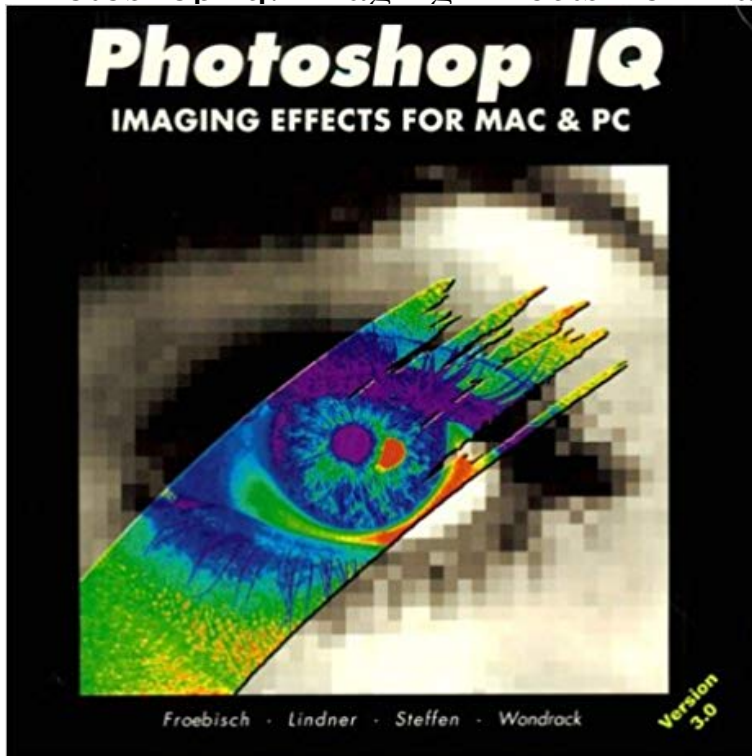 Photoshop IQ
IMAGING EFFECTS FOR MAC & PC
Froebisch · Lindner · Steffen · Wondrack
Version
3.0